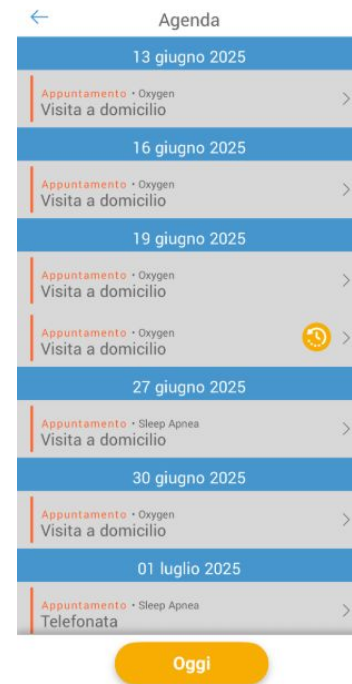 Agenda
13 giugno 2025
Appuntamento • Oxygen
Visita a domicilio
16 giugno 2025
Appuntamento • Oxygen
Visita a domicilio
19 giugno 2025
Appuntamento • Oxygen
Visita a domicilio
Appuntamento • Oxygen
Visita a domicilio
27 giugno 2025
Appuntamento • Sleep Apnea
Visita a domicilio
30 giugno 2025
Appuntamento • Oxygen
Visita a domicilio
01 luglio 2025
Appuntamento • Sleep Apnea
Telefonata
Oggi